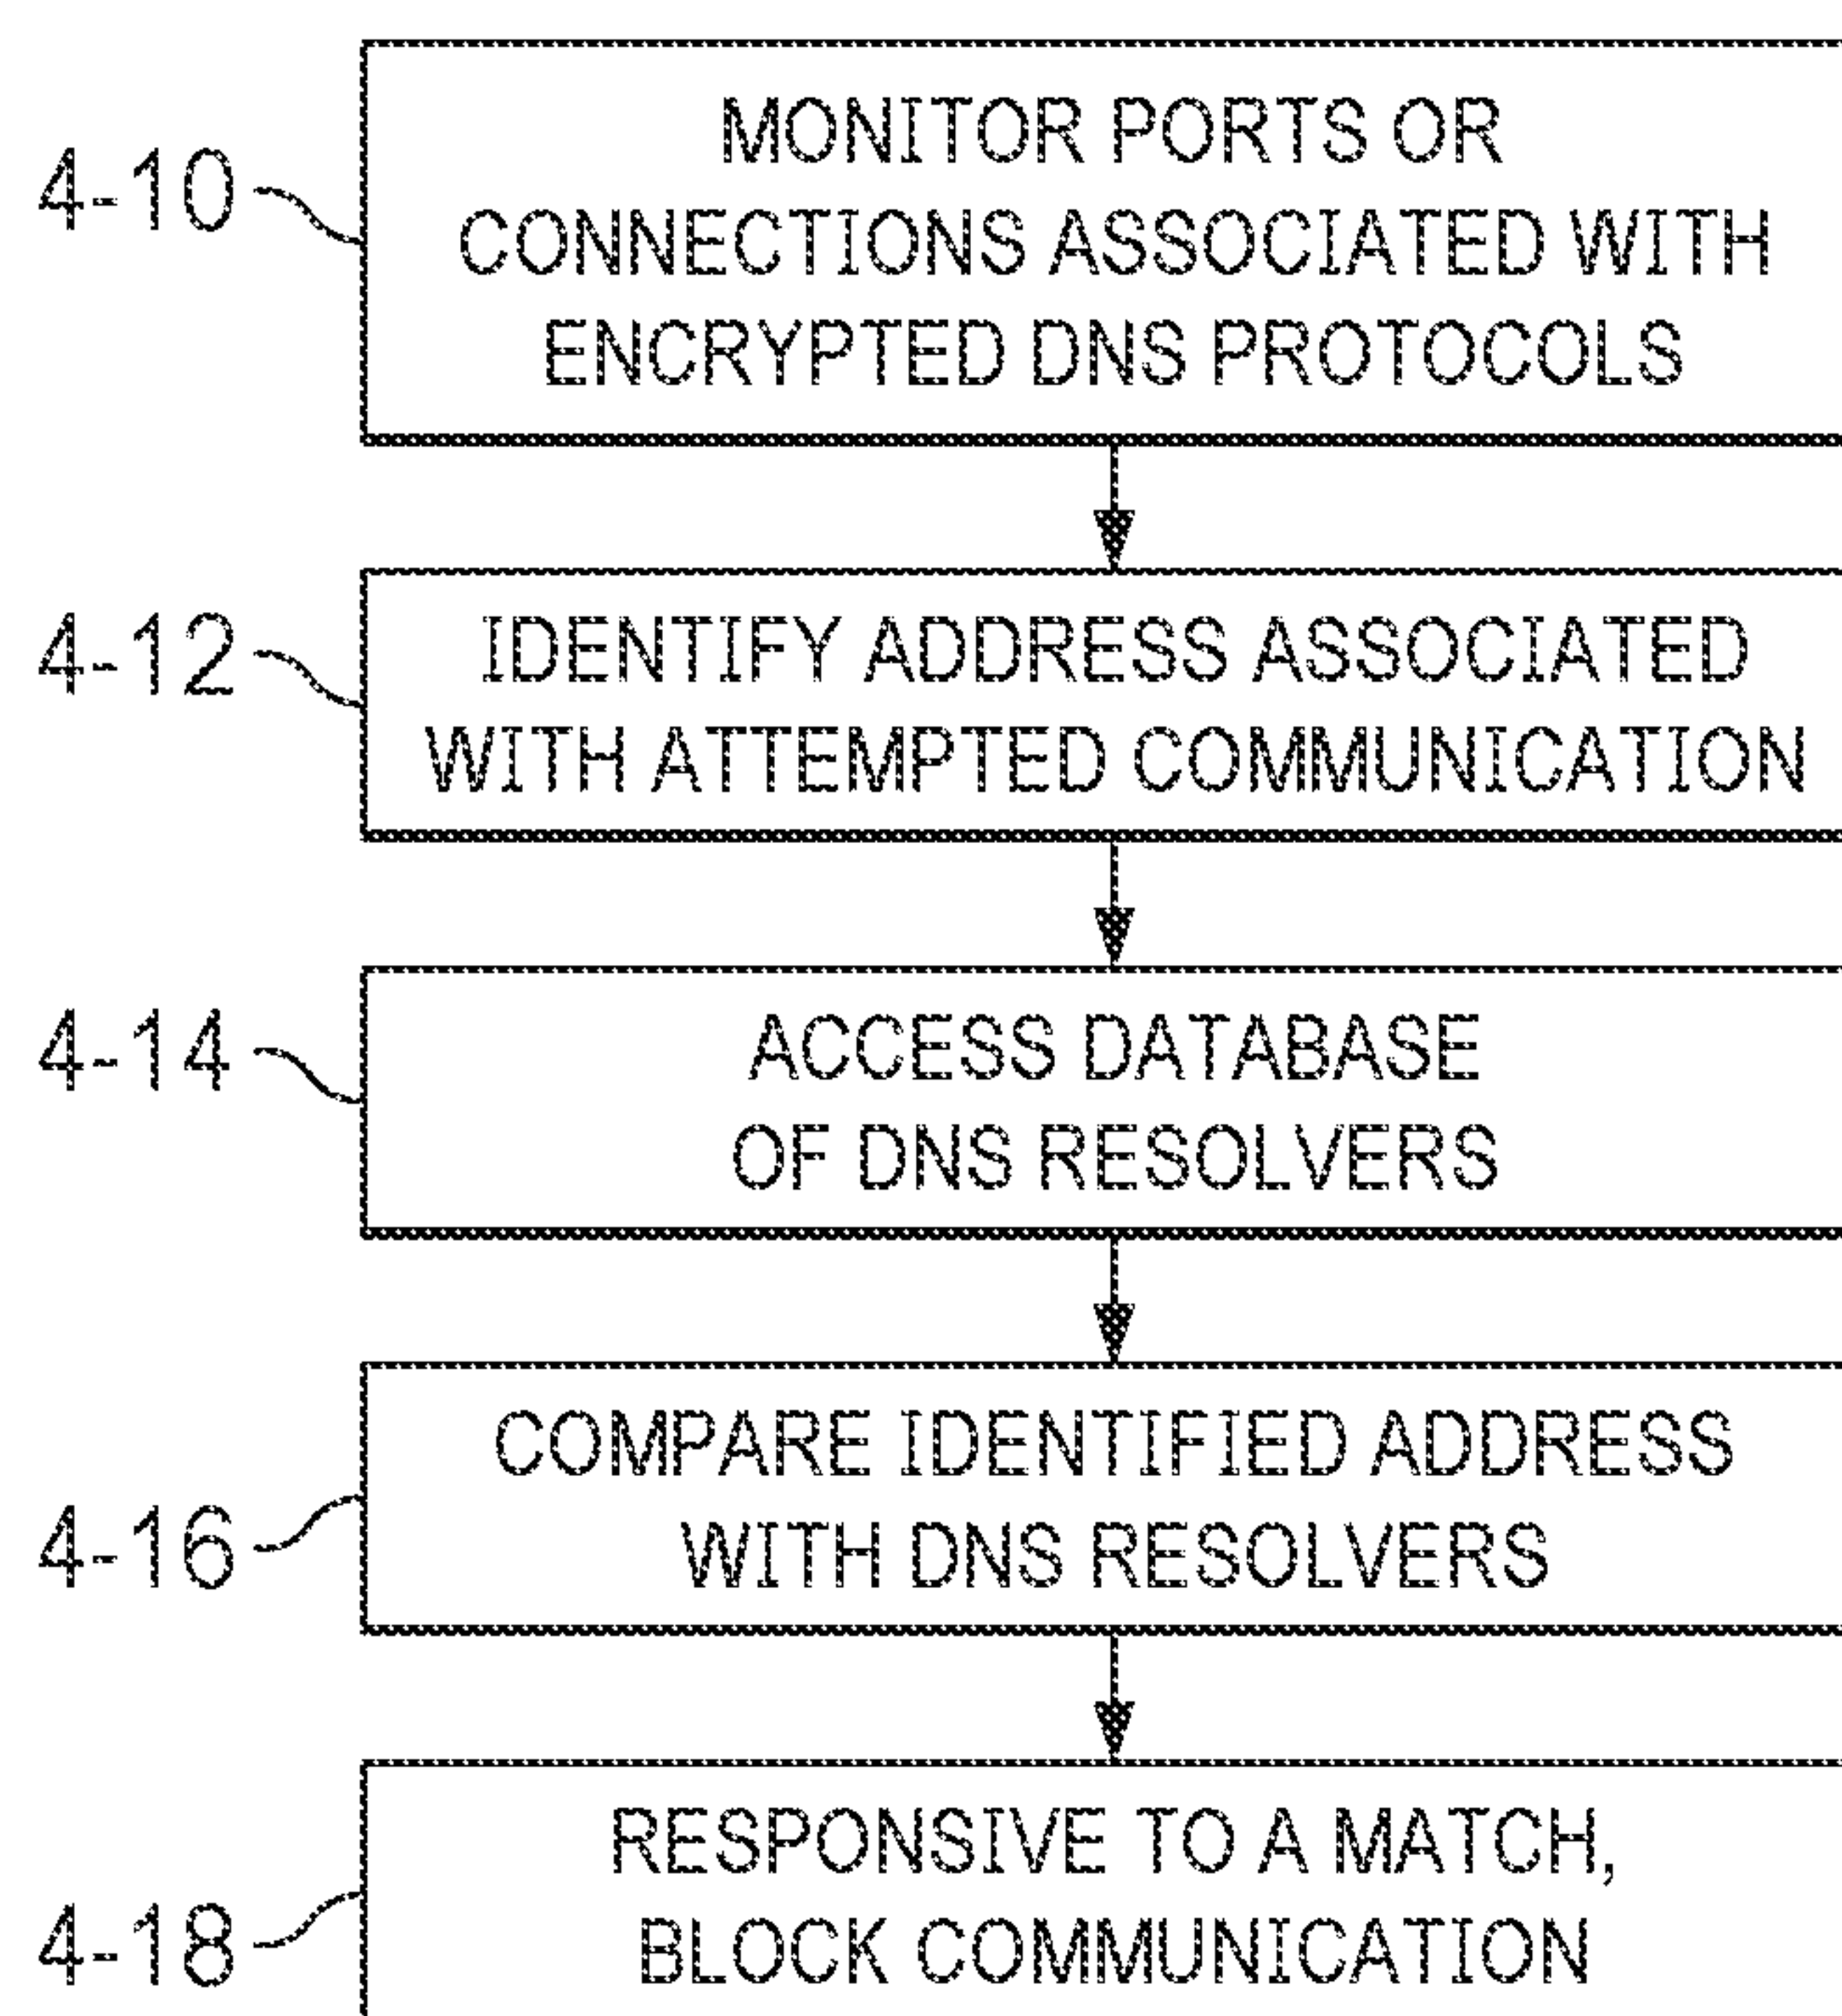 4-10
MONITOR PORTS OR
CONNECTIONS ASSOCIATED WITH
ENCRYPTED DNS PROTOCOLS
4-12
IDENTIFY ADDRESS ASSOCIATED
WITH ATTEMPTED COMMUNICATION
4-14
ACCESS DATABASE
OF DNS RESOLVERS
4-16
COMPARE IDENTIFIED ADDRESS
WITH DNS RESOLVERS
4-18
RESPONSIVE TO A MATCH,
BLOCK COMMUNICATION